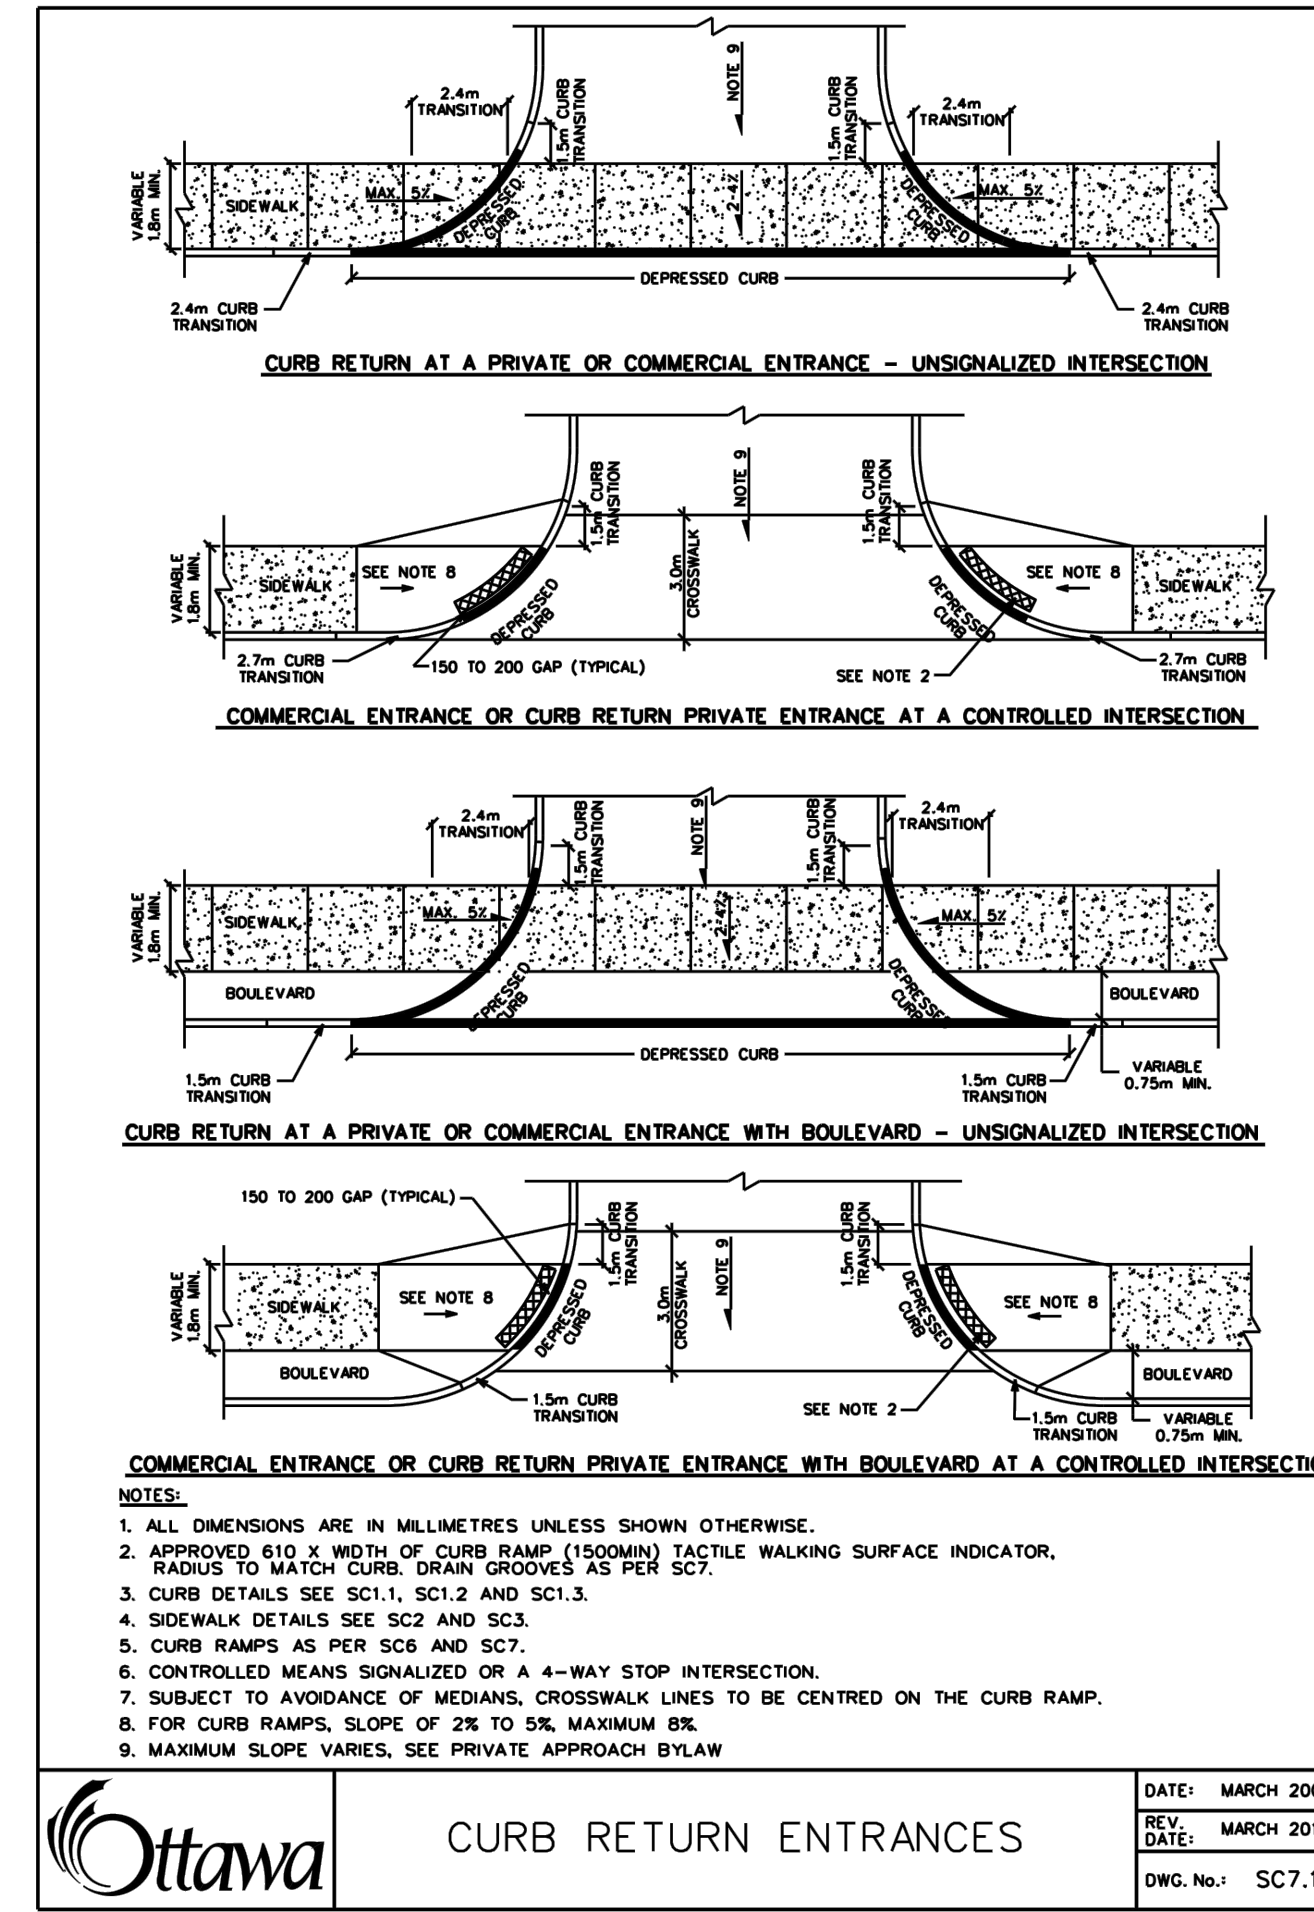 NOTE 9
2.4m
TRANSITION
1.5m CURB
TRANSITION
1.5m CURB
TRANSITION
2.4m
TRANSITION
VARIABLE
1.8m MIN.
SIDEWALK
MAX. 5%
DEPRESSED
CURB
2-4%
DEPRESSED
CURB
MAX. 5%
DEPRESSED CURB
2.4m CURB
TRANSITION
2.4m CURB
TRANSITION
CURB RETURN AT A PRIVATE OR COMMERCIAL ENTRANCE - UNSIGNALIZED INTERSECTION
NOTE 9
1.5m CURB
TRANSITION
1.5m CURB
TRANSITION
VARIABLE
1.8m MIN.
SIDEWALK
SEE NOTE 8
DEPRESSED
CURB
3.0m
CROSSWALK
DEPRESSED
CURB
SEE NOTE 8
SIDEWALK
2.7m CURB
TRANSITION
150 TO 200 GAP (TYPICAL)
SEE NOTE 2
2.7m CURB
TRANSITION
COMMERCIAL ENTRANCE OR CURB RETURN PRIVATE ENTRANCE AT A CONTROLLED INTERSECTION
2.4m
TRANSITION
1.5m CURB
TRANSITION
NOTE 9
1.5m CURB
TRANSITION
2.4m
TRANSITION
VARIABLE
1.8m MIN.
SIDEWALK
MAX. 5%
2-4%
MAX. 5%
BOULEVARD
DEPRESSED
CURB
DEPRESSED
CURB
BOULEVARD
DEPRESSED CURB
1.5m CURB
TRANSITION
1.5m CURB
TRANSITION
VARIABLE
0.75m MIN.
CURB RETURN AT A PRIVATE OR COMMERCIAL ENTRANCE WITH BOULEVARD - UNSIGNALIZED INTERSECTION
150 TO 200 GAP (TYPICAL)
1.5m CURB
TRANSITION
NOTE 9
1.5m CURB
TRANSITION
VARIABLE
1.8m MIN.
SIDEWALK
SEE NOTE 8
DEPRESSED
CURB
3.0m
CROSSWALK
DEPRESSED
CURB
SEE NOTE 8
BOULEVARD
BOULEVARD
1.5m CURB
TRANSITION
SEE NOTE 2
1.5m CURB
TRANSITION
VARIABLE
0.75m MIN.
COMMERCIAL ENTRANCE OR CURB RETURN PRIVATE ENTRANCE WITH BOULEVARD AT A CONTROLLED
NOTES:
1. ALL DIMENSIONS ARE IN MILLIMETRES UNLESS SHOWN OTHERWISE.
2. APPROVED 610 X WIDTH OF CURB RAMP (1500MIN) TACTILE WALKING SURFACE INDICATOR,
RADIUS TO MATCH CURB. DRAIN GROOVES AS PER SC7.
3. CURB DETAILS SEE SC1.1, SC1.2 AND SC1.3.
4. SIDEWALK DETAILS SEE SC2 AND SC3.
5. CURB RAMPS AS PER SC6 AND SC7.
6. CONTROLLED MEANS SIGNALIZED OR A 4-WAY STOP INTERSECTION.
7. SUBJECT TO AVOIDANCE OF MEDIANS, CROSSWALK LINES TO BE CENTRED ON THE CURB RAMP.
8. FOR CURB RAMPS, SLOPE OF 2% TO 5%, MAXIMUM 8%.
9. MAXIMUM SLOPE VARIES, SEE PRIVATE APPROACH BYLAW
Ottawa
CURB RETURN ENTRANCES
DATE: MARCH
REV.
DATE: MARCH
DWG. No.: